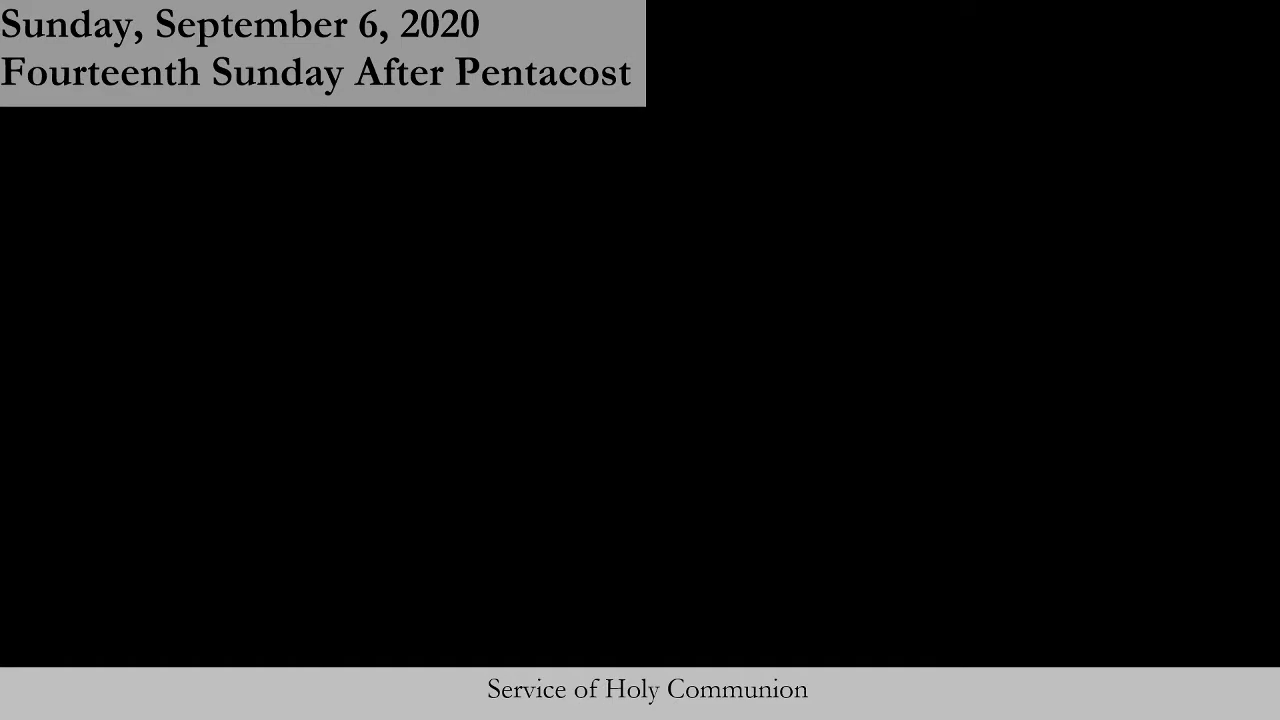 Sunday, September 6, 2020
Fourteenth Sunday After Pentacost
Service of Holy Communion